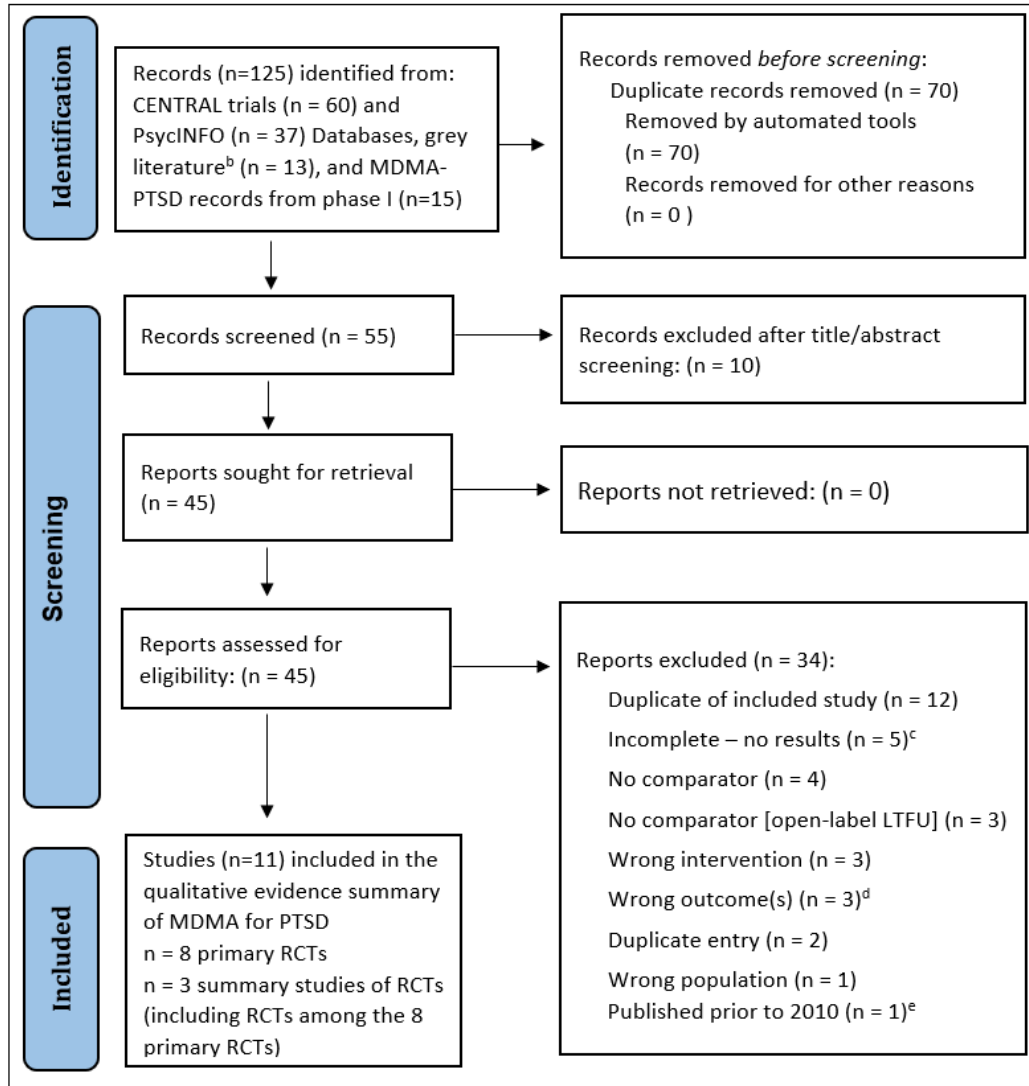 Identification
Records (n=125) identified from:
CENTRAL trials (n = 60) and
PsycINFO (n = 37) Databases, grey
literatureᵇ (n = 13), and MDMA-
PTSD records from phase I (n=15)
Records removed before screening:
Duplicate records removed (n = 70)
Removed by automated tools
(n = 70)
Records removed for other reasons
(n = 0 )
Screening
Records screened (n = 55)
Records excluded after title/abstract
screening: (n = 10)
Reports sought for retrieval
(n = 45)
Reports not retrieved: (n = 0)
Reports assessed for
eligibility: (n = 45)
Reports excluded (n = 34):
Duplicate of included study (n = 12)
Incomplete – no results (n = 5)ᶜ
No comparator (n = 4)
No comparator [open-label LTFU] (n = 3)
Wrong intervention (n = 3)
Wrong outcome(s) (n = 3)ᵈ
Duplicate entry (n = 2)
Wrong population (n = 1)
Published prior to 2010 (n = 1)ᵉ
Included
Studies (n=11) included in the
qualitative evidence summary
of MDMA for PTSD
n = 8 primary RCTs
n = 3 summary studies of RCTs
(including RCTs among the 8
primary RCTs)